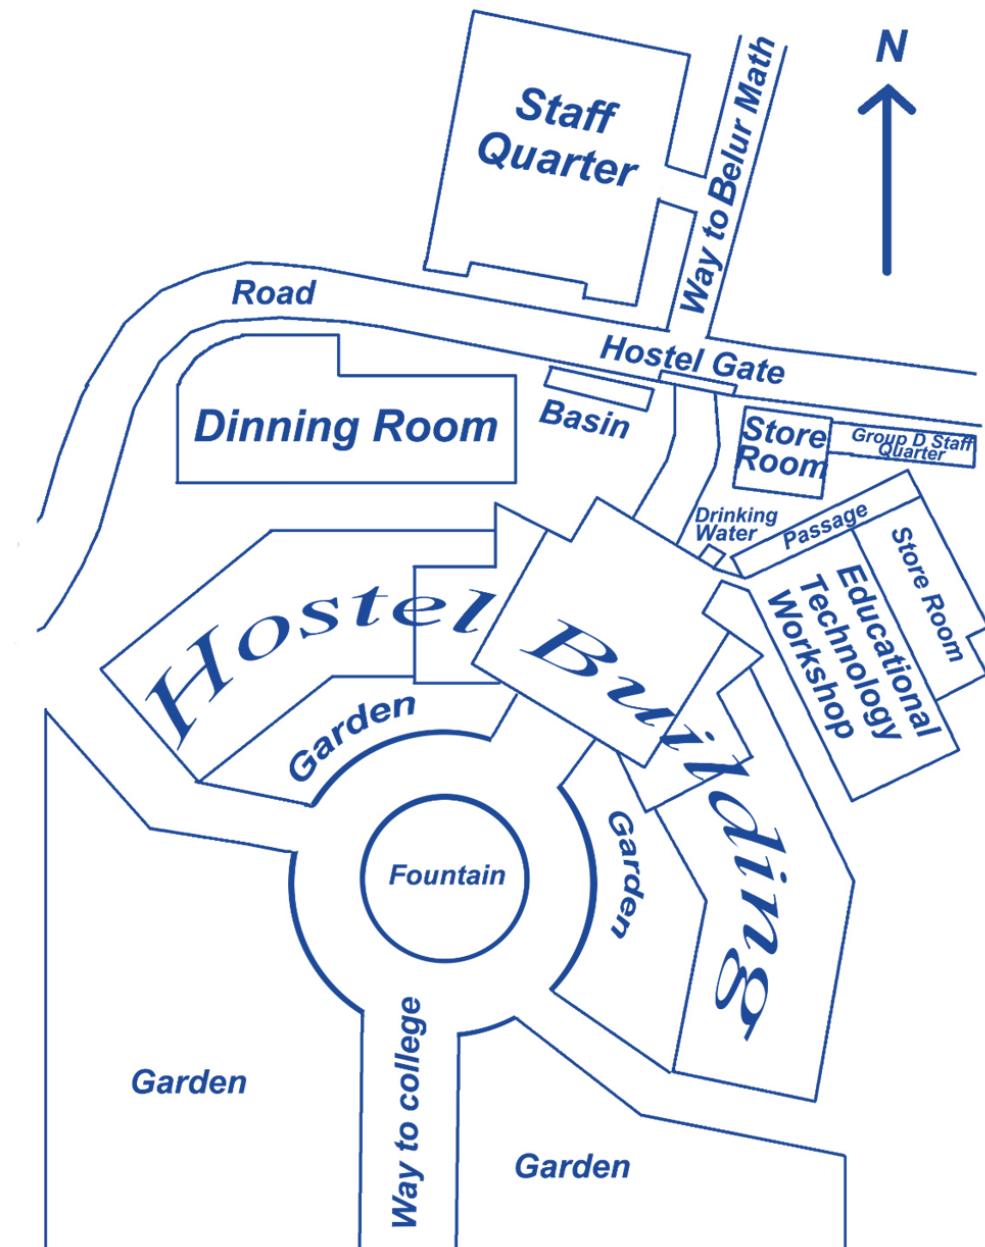 N
Staff
Quarter
Way to Belur Math
Road
Hostel Gate
Dinning Room
Basin
Store
Room
Group D Staff
Quarter
Drinking
Water
Passage
Store Room
Educational
Technology
Workshop
Hostel Building
Garden
Garden
Fountain
Way to college
Garden
Garden